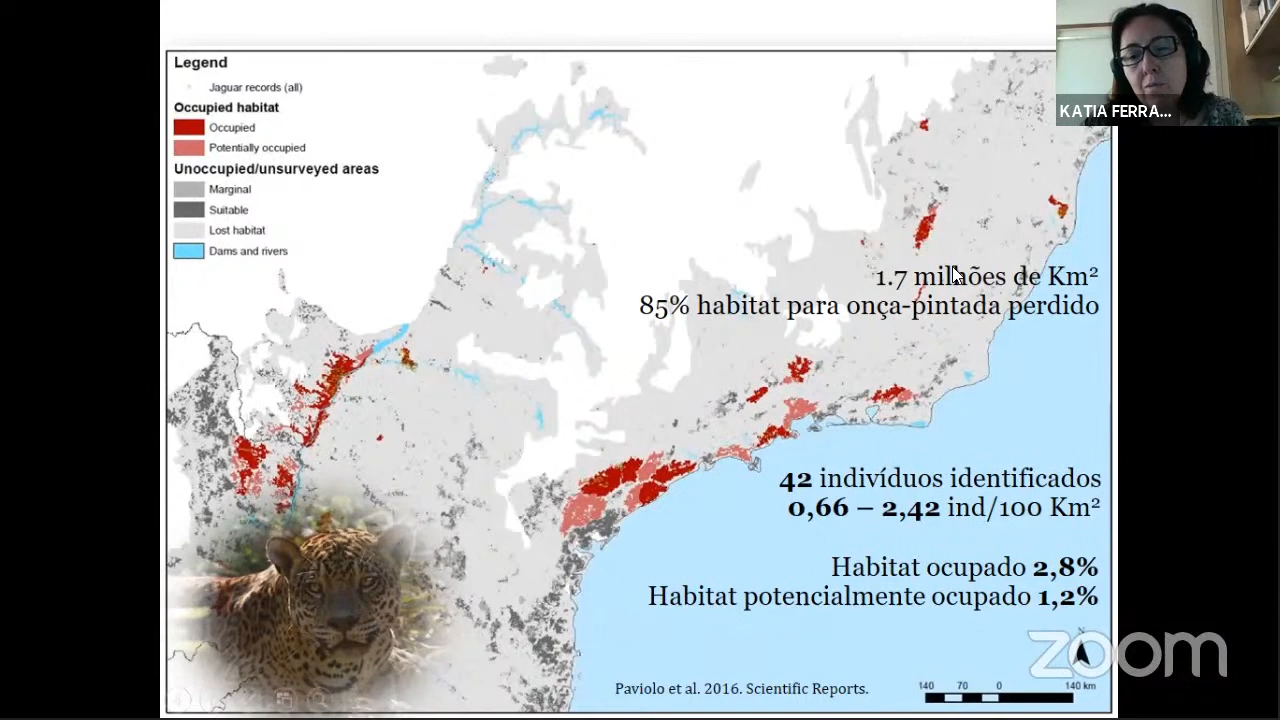 KATIA FERRA...
Legend
Jaguar records (all)
Occupied habitat
Occupied
Potentially occupied
Unoccupied/unsurveyed areas
Marginal
Suitable
Lost habitat
Dams and rivers
1.7 milhões de Km²
85% habitat para onça-pintada perdido
42 indivíduos identificados
0,66 – 2,42 ind/100 Km²
Habitat ocupado 2,8%
Habitat potencialmente ocupado 1,2%
N
zoom
Paviolo et al. 2016. Scientific Reports.
140 70 0 140 km